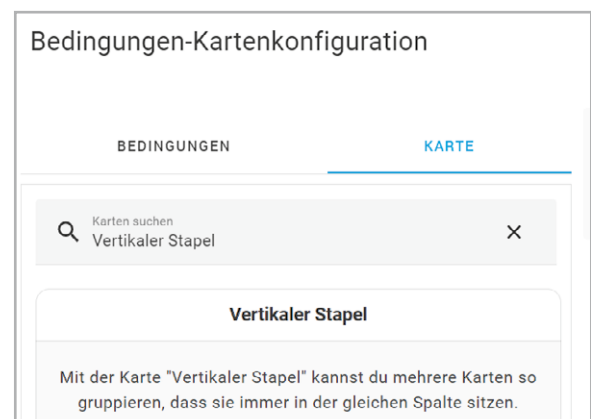 Bedingungen-Kartenkonfiguration
BEDINGUNGEN
KARTE
Karten suchen
Vertikaler Stapel
Vertikaler Stapel
Mit der Karte "Vertikaler Stapel" kannst du mehrere Karten so
gruppieren, dass sie immer in der gleichen Spalte sitzen.